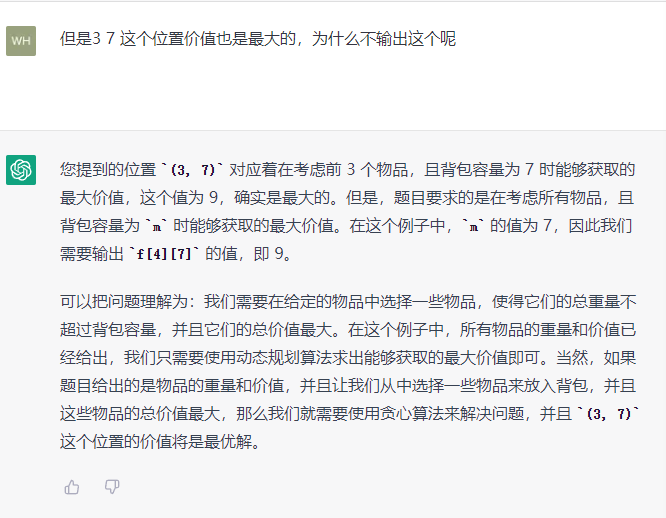 WH
但是3 7 这个位置价值也是最大的，为什么不输出这个呢
您提到的位置 `(3, 7)` 对应着在考虑前 3 个物品，且背包容量为 7 时能够获取的
最大价值，这个值为 9，确实是最大的。但是，题目要求的是在考虑所有物品，且
背包容量为 `m` 时能够获取的最大价值。在这个例子中，`m` 的值为 7，因此我们
需要输出 `f[4][7]` 的值，即 9。
可以把问题理解为：我们需要在给定的物品中选择一些物品，使得它们的总重量不
超过背包容量，并且它们的总价值最大。在这个例子中，所有物品的重量和价值已
经给出，我们只需要使用动态规划算法求出能够获取的最大价值即可。当然，如果
题目给出的是物品的重量和价值，并且让我们从中选择一些物品来放入背包，并且
这些物品的总价值最大，那么我们就需要使用贪心算法来解决问题，并且 `(3, 7)`
这个位置的价值将是最优解。